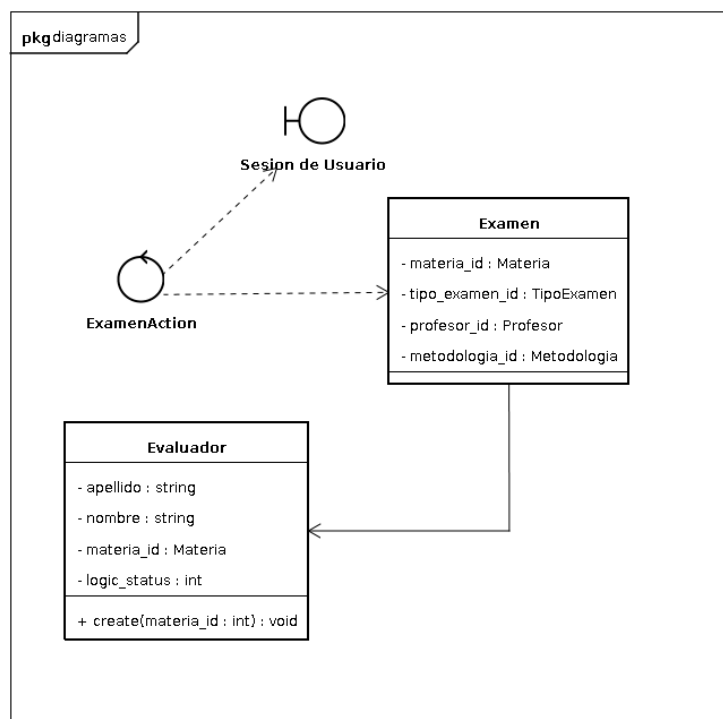 pkg diagramas
Sesion de Usuario
ExamenAction
Examen
- materia_id : Materia
- tipo_examen_id : TipoExamen
- profesor_id : Profesor
- metodologia_id : Metodologia
Evaluador
- apellido : string
- nombre : string
- materia_id : Materia
- logic_status : int
+ create(materia_id : int) : void